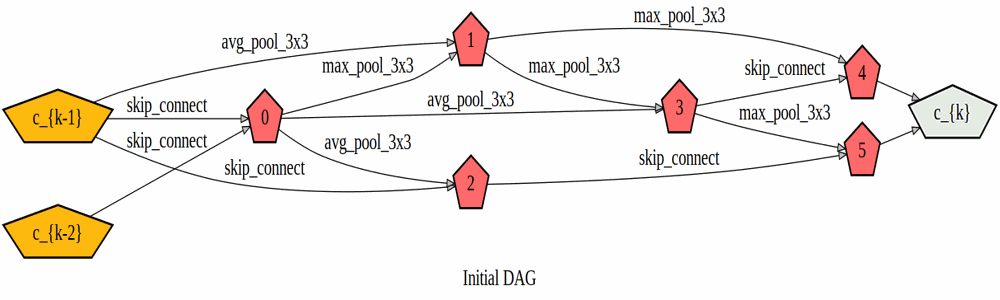 max_pool_3x3
avg_pool_3x3
1
max_pool_3x3
max_pool_3x3
skip_connect
4
c_{k-1}
skip_connect
0
avg_pool_3x3
3
max_pool_3x3
c_{k}
skip_connect
avg_pool_3x3
5
skip_connect
2
skip_connect
c_{k-2}
Initial DAG